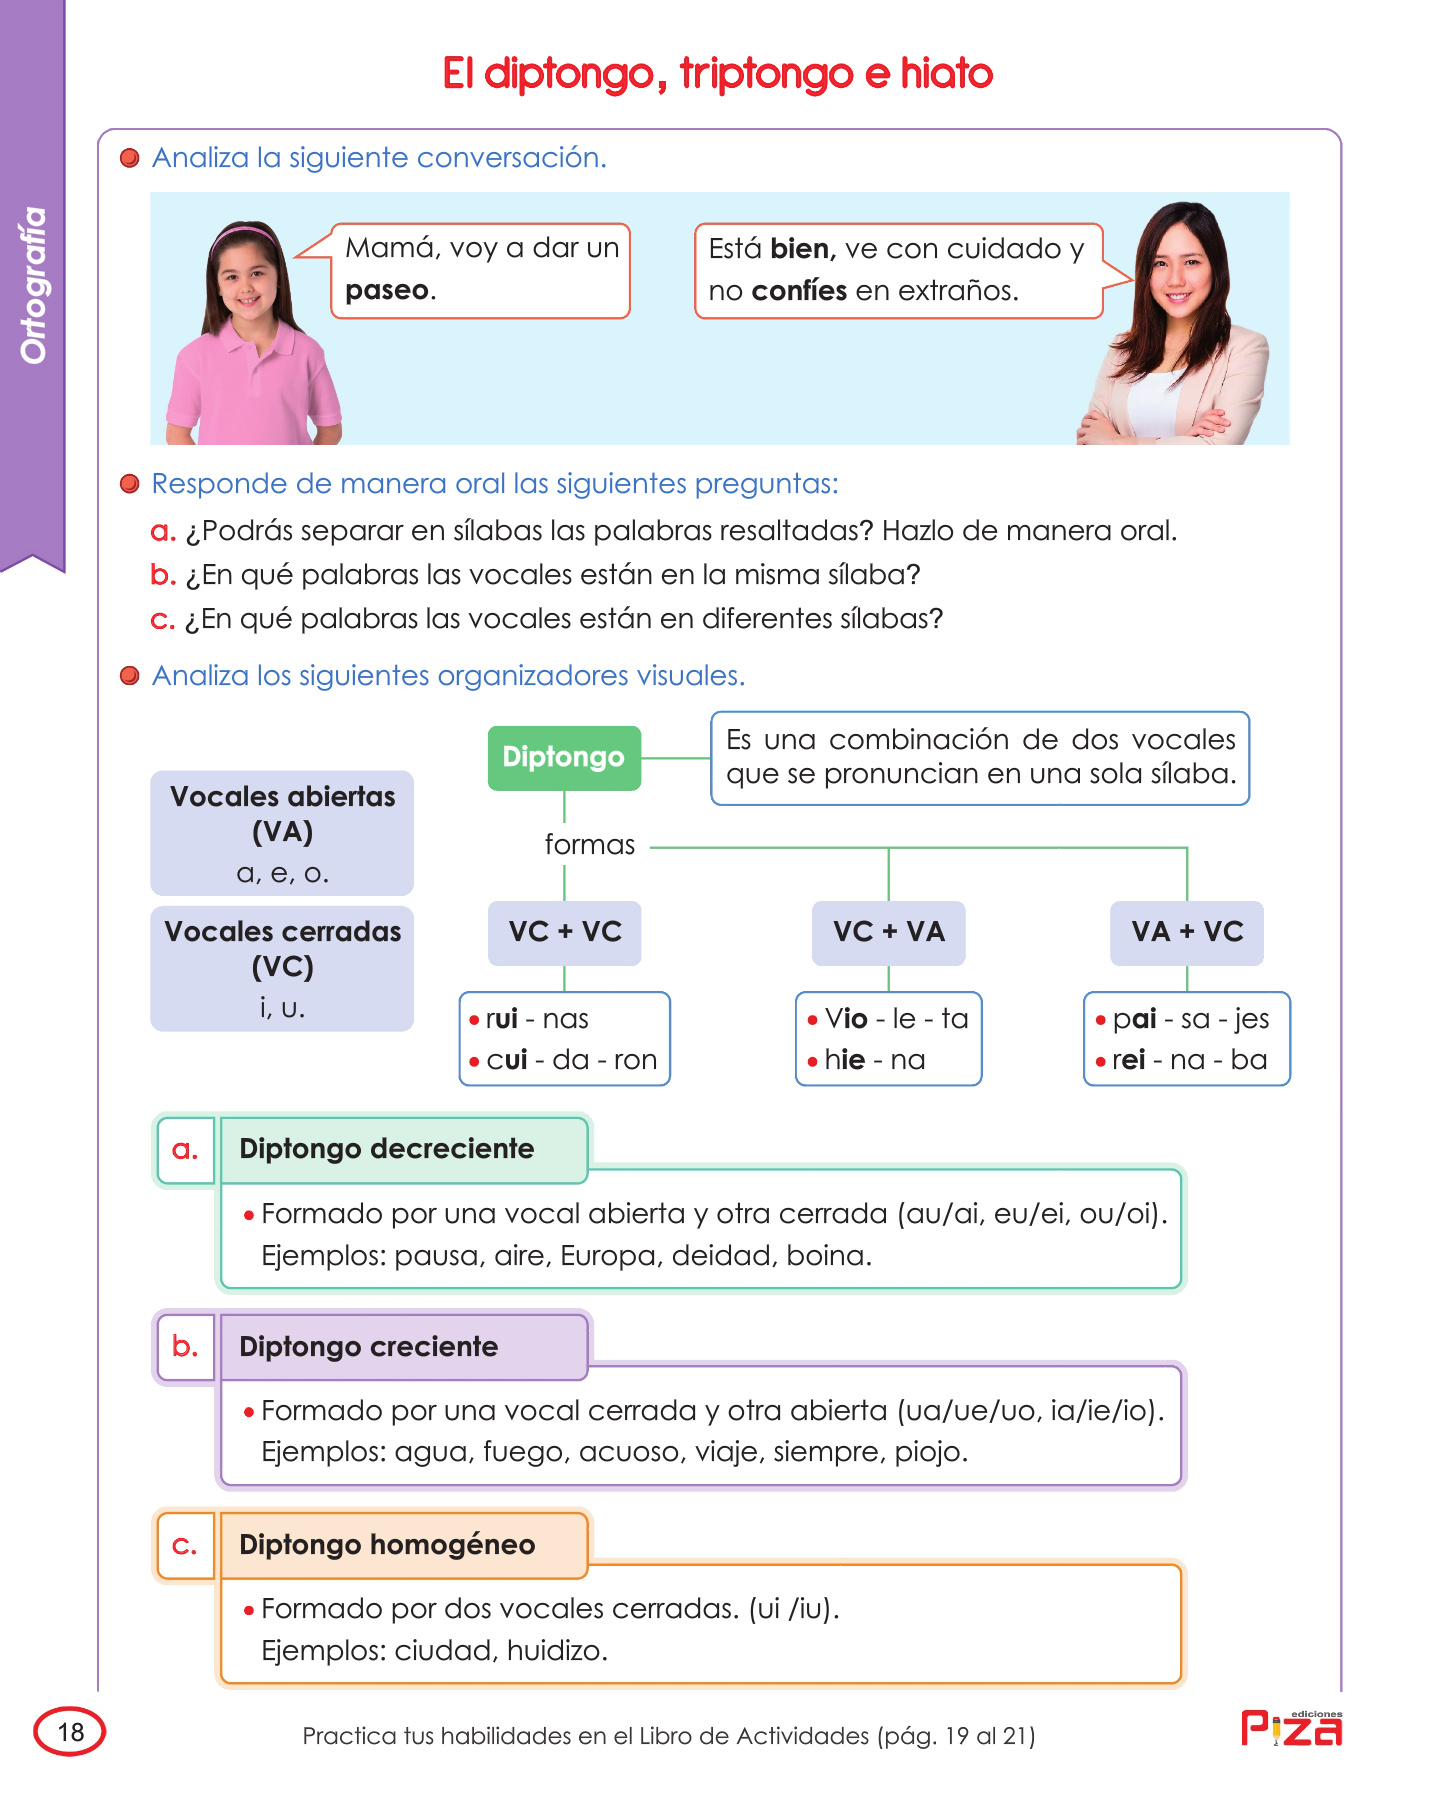 El diptongo, triptongo e hiato
Ortografía
Analiza la siguiente conversación.
Mamá, voy a dar un
paseo.
Está bien, ve con cuidado y
no confíes en extraños.
Responde de manera oral las siguientes preguntas:
a. ¿Podrás separar en sílabas las palabras resaltadas? Hazlo de manera oral.
b. ¿En qué palabras las vocales están en la misma sílaba?
c. ¿En qué palabras las vocales están en diferentes sílabas?
Analiza los siguientes organizadores visuales.
Vocales abiertas
(VA)
a, e, o.
Vocales cerradas
(VC)
i, u.
Diptongo
Es una combinación de dos vocales
que se pronuncian en una sola sílaba.
formas
VC + VC
• rui - nas
• cui - da - ron
VC + VA
• Vio - le - ta
• hie - na
VA + VC
• pai - sa - jes
• rei - na - ba
a. Diptongo decreciente
• Formado por una vocal abierta y otra cerrada (au/ai, eu/ei, ou/oi).
Ejemplos: pausa, aire, Europa, deidad, boina.
b. Diptongo creciente
• Formado por una vocal cerrada y otra abierta (ua/ue/uo, ia/ie/io).
Ejemplos: agua, fuego, acuoso, viaje, siempre, piojo.
c. Diptongo homogéneo
• Formado por dos vocales cerradas. (ui /iu).
Ejemplos: ciudad, huidizo.
18
Practica tus habilidades en el Libro de Actividades (pág. 19 al 21)
ediciones
Piza